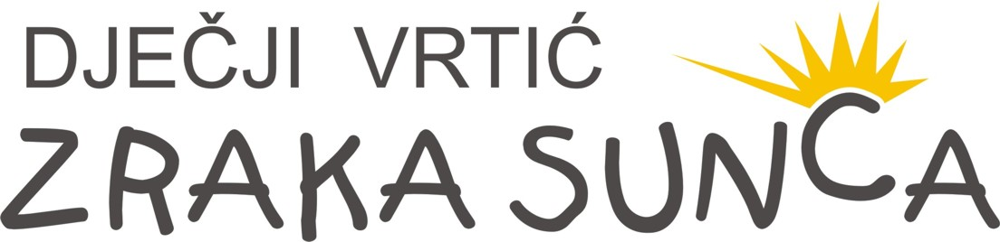 DJEČJI VRTIĆ
ZRAKA SUNCA